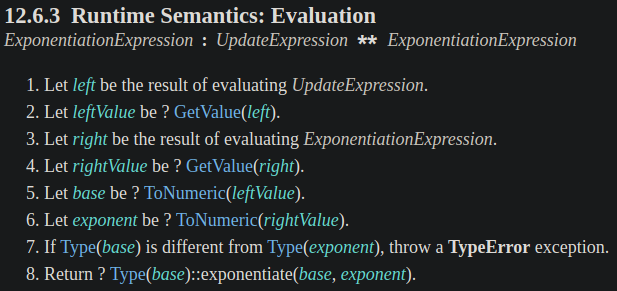 12.6.3 Runtime Semantics: Evaluation
ExponentiationExpression : UpdateExpression ** ExponentiationExpression
1. Let left be the result of evaluating UpdateExpression.
2. Let leftValue be ? GetValue(left).
3. Let right be the result of evaluating ExponentiationExpression.
4. Let rightValue be ? GetValue(right).
5. Let base be ? ToNumeric(leftValue).
6. Let exponent be ? ToNumeric(rightValue).
7. If Type(base) is different from Type(exponent), throw a TypeError exception.
8. Return ? Type(base)::exponentiate(base, exponent).